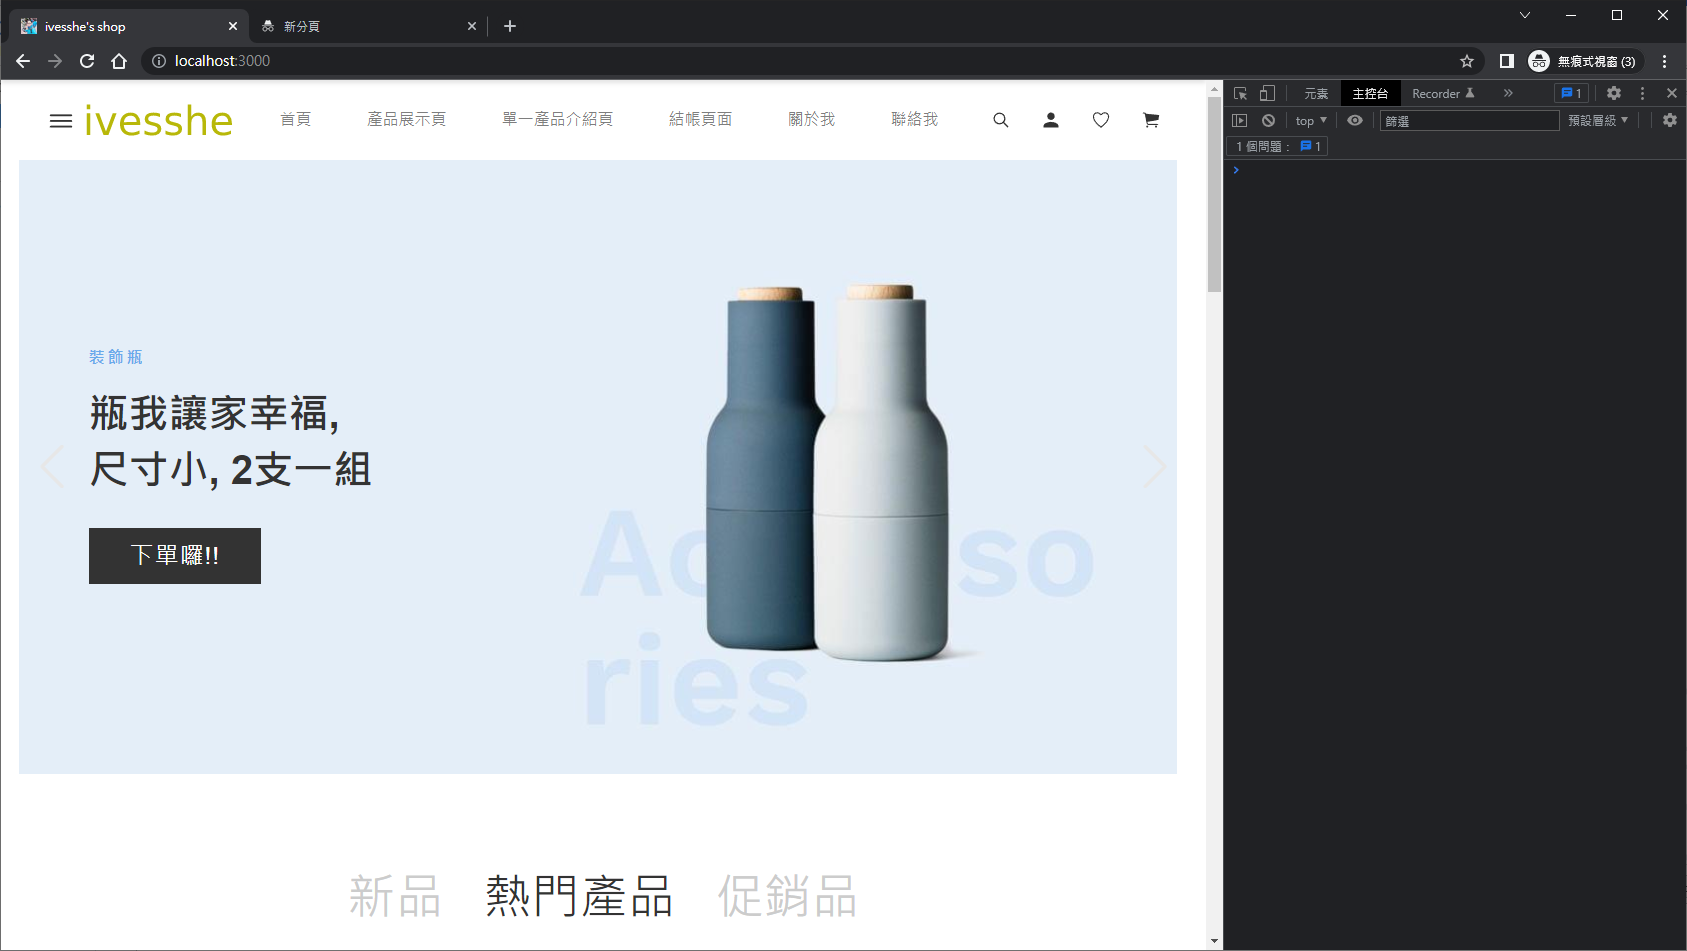 ivesshe's shop
新分頁
localhost:3000
無痕式視窗 (3)
ivesshe
首頁
產品展示頁
單一產品介紹頁
結帳頁面
關於我
聯絡我
元素
主控台
Recorder
1
top
篩選
預設層級
1 個問題：
1
裝飾瓶
瓶我讓家幸福,
尺寸小, 2支一組
下單囉!!
Ac so
ries
新品
熱門產品
促銷品